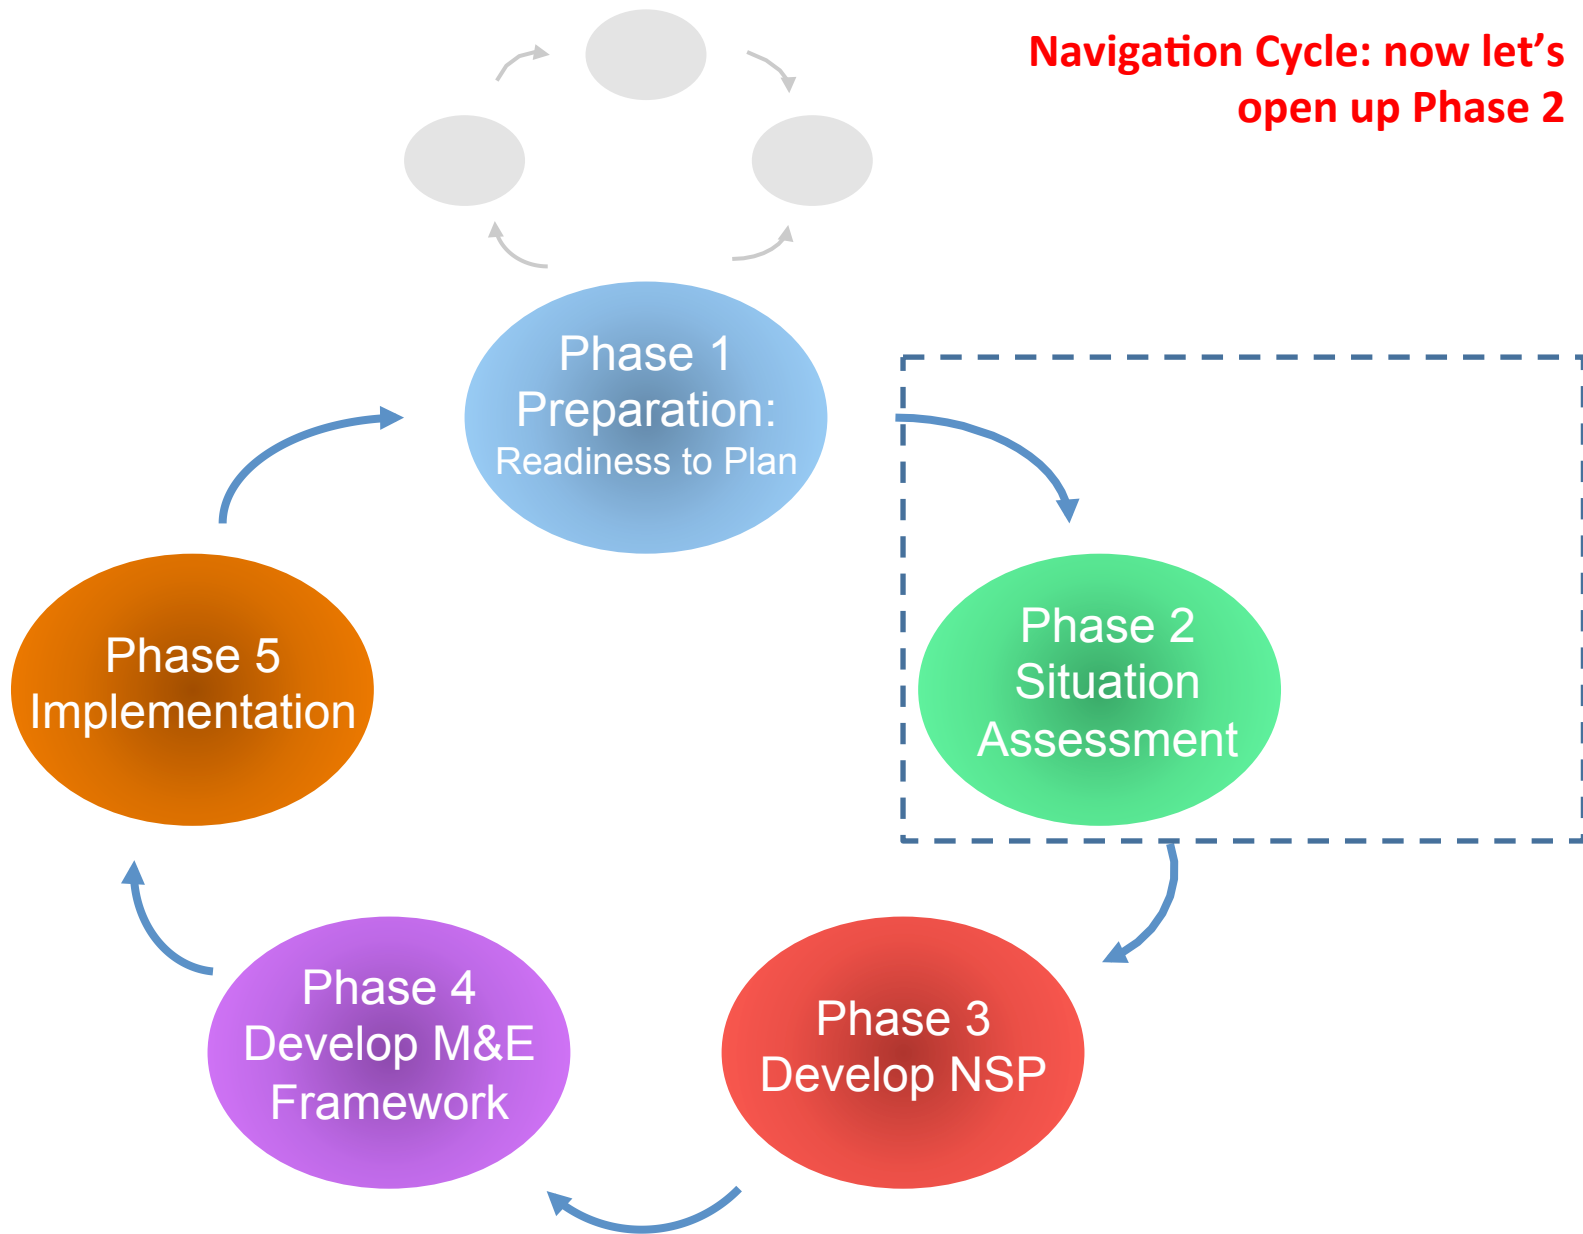 Navigation Cycle: now let’s
open up Phase 2
Phase 1
Preparation:
Readiness to Plan
Phase 2
Situation
Assessment
Phase 3
Develop NSP
Phase 4
Develop M&E
Framework
Phase 5
Implementation